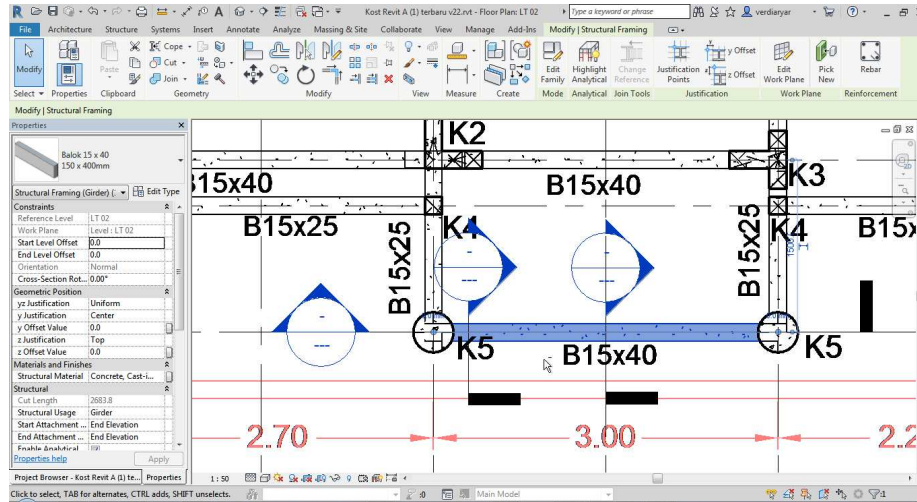 Kost Revit A (1) terbaru v22.rvt - Floor Plan: LT 02
Type a keyword or phrase
verdiaryar
File Architecture Structure Systems Insert Annotate Analyze Massing & Site Collaborate View Manage Add-Ins Modify | Structural Framing
Modify
Properties
Paste
Cope
Cut
Join
Edit Family
Highlight Analytical
Change Reference
Justification Points
y Offset
z Offset
Edit Work Plane
Pick New
Rebar
Select Properties Clipboard Geometry Modify View Measure Create Mode Analytical Join Tools Justification Work Plane Reinforcement
Modify | Structural Framing
Properties
Balok 15 x 40
150 x 400mm
Structural Framing (Girder) (: Edit Type
Constraints
Reference Level LT 02
Work Plane Level : LT 02
Start Level Offset 0.0
End Level Offset 0.0
Orientation Normal
Cross-Section Rot... 0.00°
Geometric Position
yz Justification Uniform
y Justification Center
y Offset Value 0.0
z Justification Top
z Offset Value 0.0
Materials and Finishes
Structural Material Concrete, Cast-i...
Structural
Cut Length 2683.8
Structural Usage Girder
Start Attachment ... End Elevation
End Attachment ... End Elevation
Enable Analytical
Properties help Apply
Project Browser - Kost Revit A (1) te... Properties
K2
15x40
B15x40
K3
B15x25
K4
K4
B15x
B15x25
B15x25
K5
B15x40
K5
2.70
3.00
2.2
1 : 50
Click to select, TAB for alternates, CTRL adds, SHIFT unselects.
:0
Main Model
:1